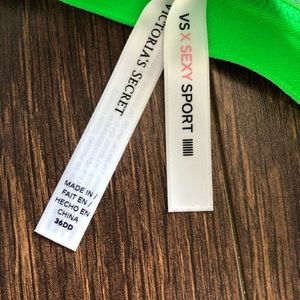 VICTORIA'S SECRET
MADE IN /
FAIT EN /
HECHO EN
CHINA
36DD
VS X SEXY SPORT